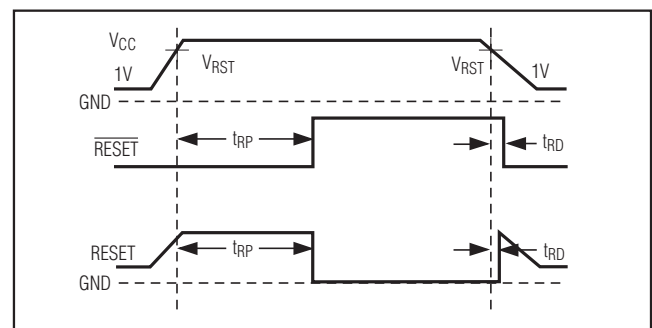 VCC
VRST
VRST
1V
1V
GND
RESET
tRP
tRD
RESET
tRP
tRD
GND